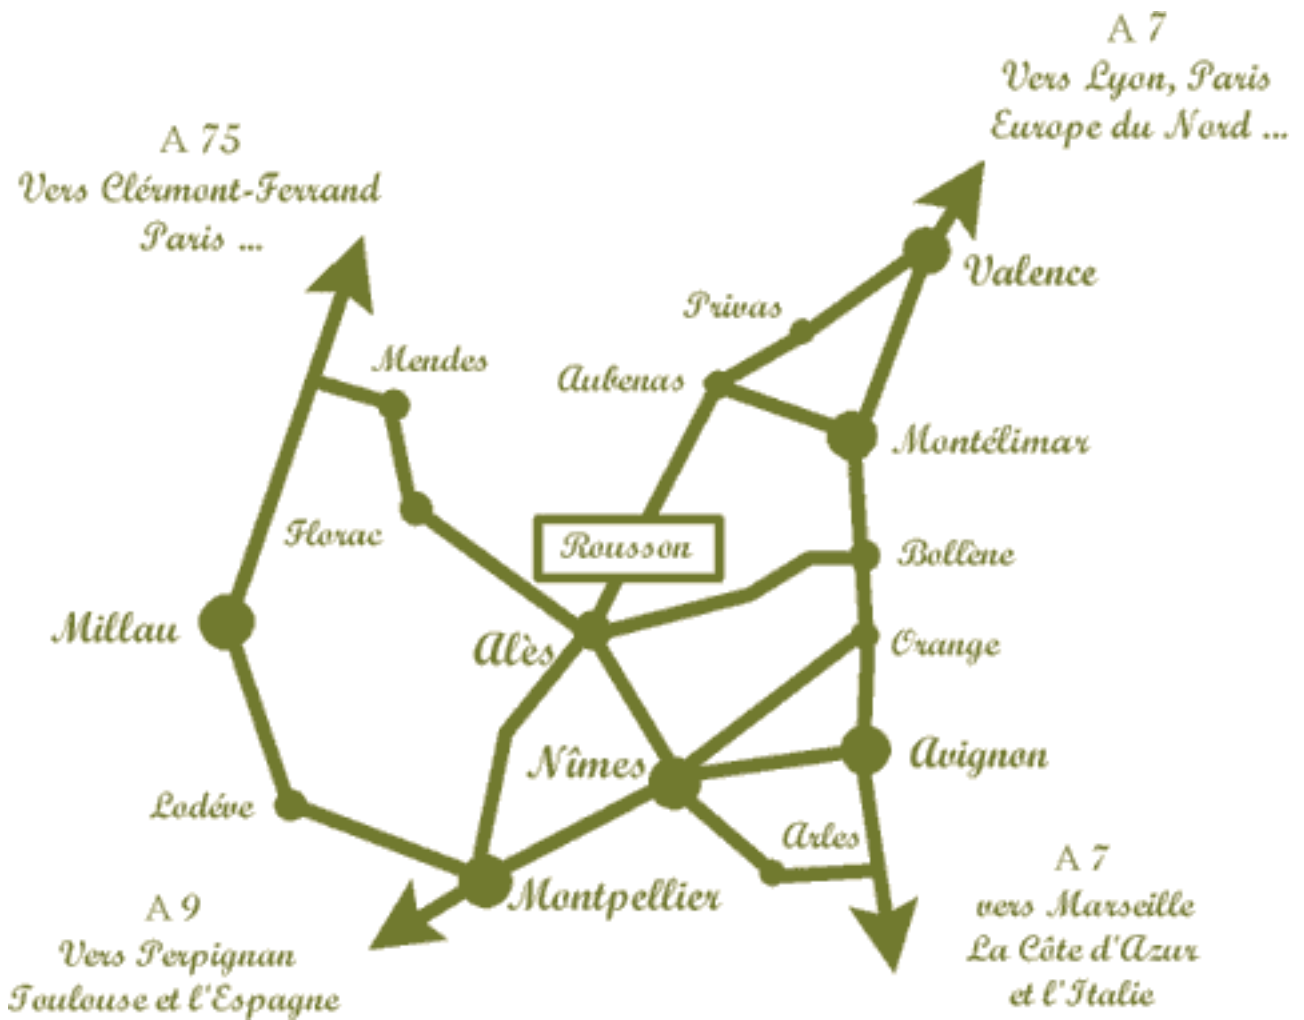 A 7
Vers Lyon, Paris
Europe du Nord ...
A 75
Vers Clérmont-Ferrand
Paris ...
Valence
Privas
Mendes
Aubenas
Montélimar
Florac
Rousson
Bollène
Millau
Alès
Orange
Nîmes
Avignon
Lodéve
Arles
A 7
vers Marseille
La Côte d'Azur
et l'Italie
Montpellier
A 9
Vers Perpignan
Toulouse et l'Espagne